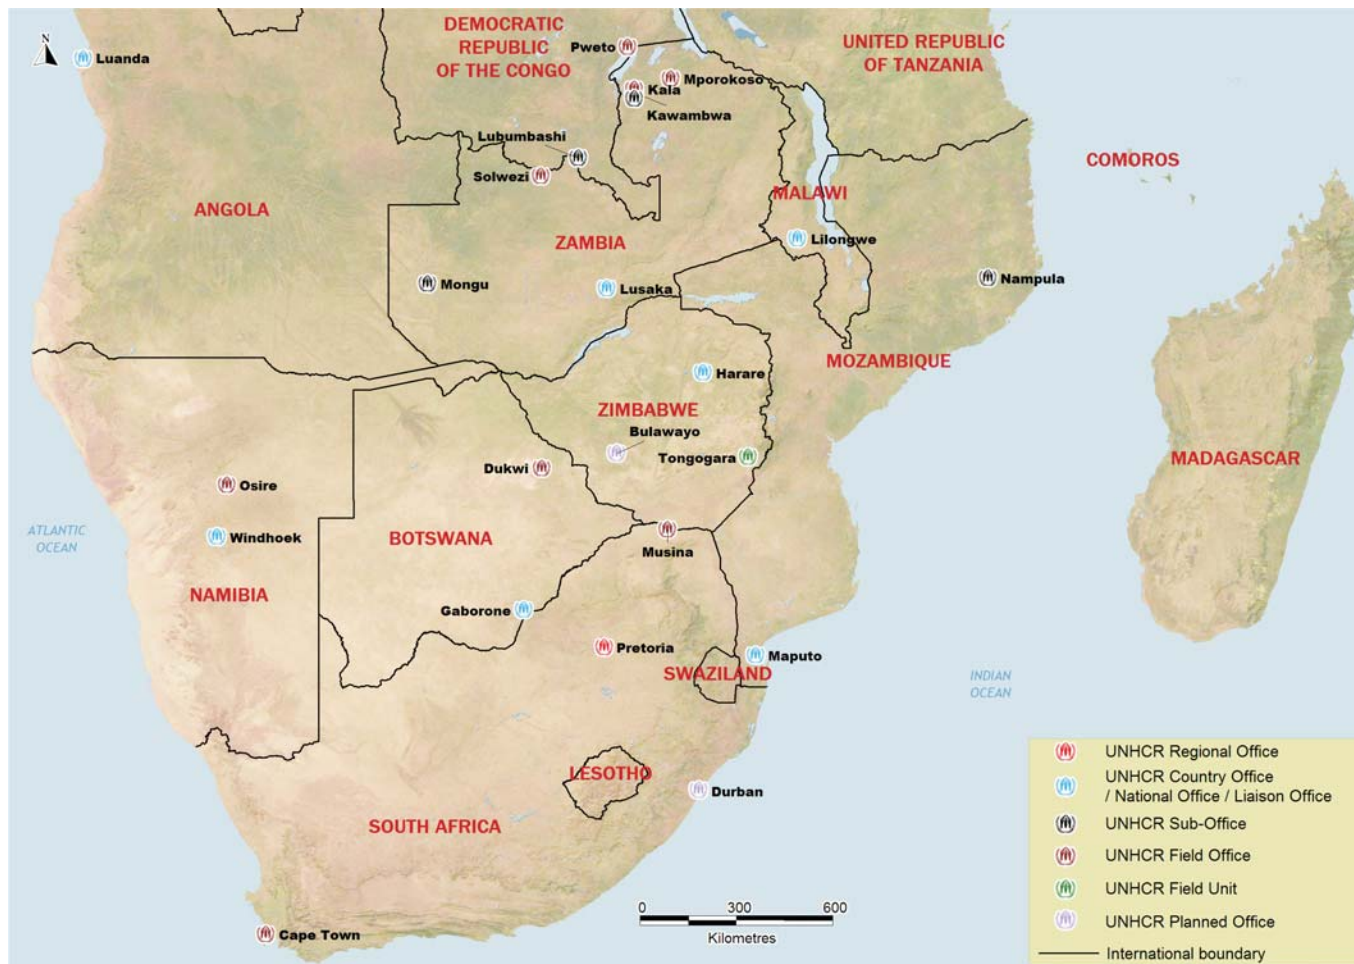 N
Luanda
DEMOCRATIC
REPUBLIC
OF THE CONGO
Pweto
UNITED REPUBLIC
OF TANZANIA
Mporokoso
Kala
Kawambwa
Lubumbashi
Solwezi
COMOROS
MALAWI
ANGOLA
ZAMBIA
Lilongwe
Mongu
Lusaka
Nampula
MOZAMBIQUE
Harare
ZIMBABWE
Bulawayo
Tongogara
MADAGASCAR
Dukwi
Osire
ATLANTIC
OCEAN
Windhoek
BOTSWANA
Musina
NAMIBIA
Gaborone
Pretoria
Maputo
SWAZILAND
INDIAN
OCEAN
LESOTHO
Durban
SOUTH AFRICA
Cape Town
0 300 600
Kilometres
UNHCR Regional Office
UNHCR Country Office
/ National Office / Liaison Office
UNHCR Sub-Office
UNHCR Field Office
UNHCR Field Unit
UNHCR Planned Office
International boundary